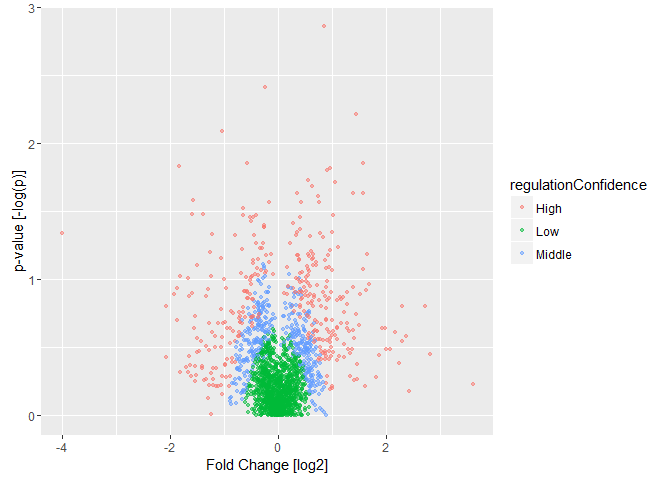 3
2
1
0
p-value [-log(p)]
-4
-2
0
2
Fold Change [log2]
regulationConfidence
High
Low
Middle